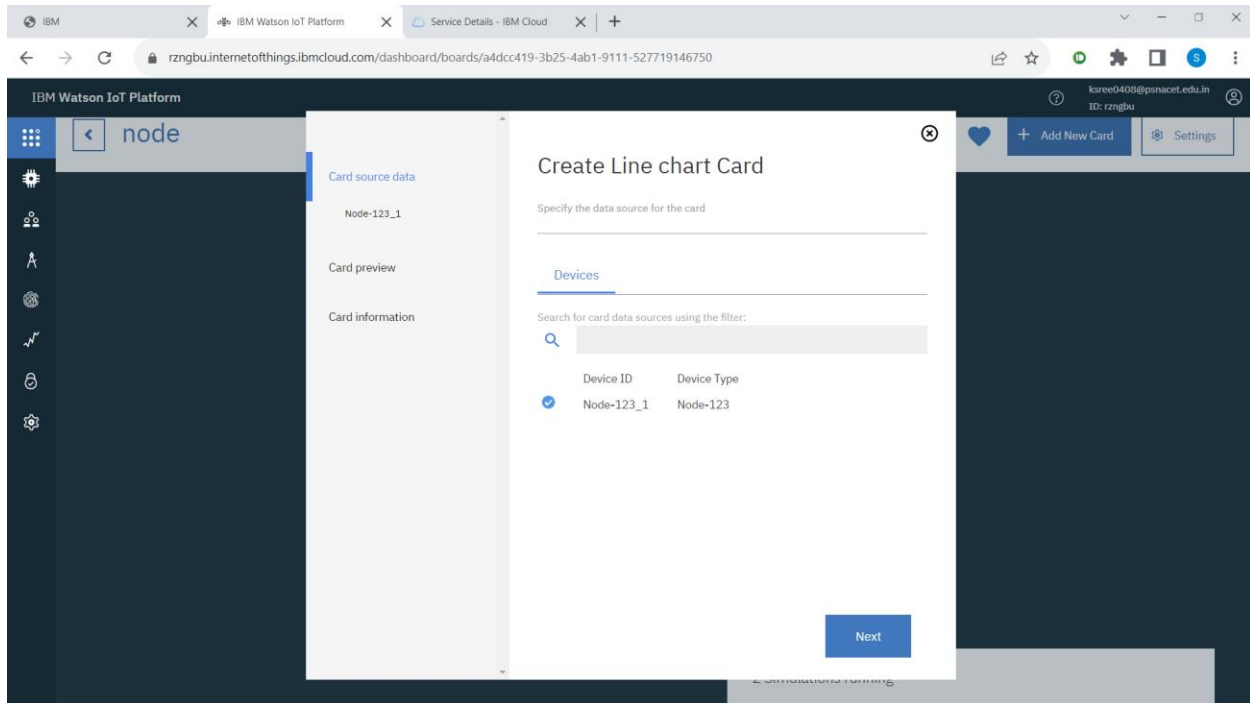 IBM
IBM Watson IoT Platform
Service Details - IBM Cloud
rzngbu.internetofthings.ibmcloud.com/dashboard/boards/a4dcc419-3b25-4ab1-9111-527719146750
S
IBM Watson IoT Platform
ksree0408@psnacet.edu.in
ID: rzngbu
node
+ Add New Card
Settings
Card source data
Node-123_1
Card preview
Card information
Create Line chart Card
Specify the data source for the card
Devices
Search for card data sources using the filter:
Device ID Device Type
Node-123_1 Node-123
Next
2 Simulations running